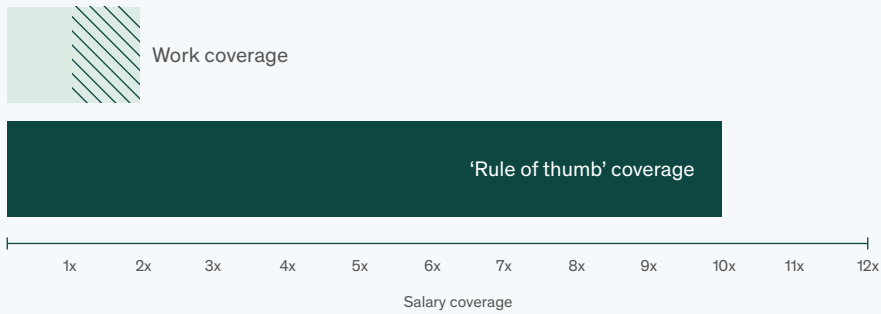 Work coverage
‘Rule of thumb’ coverage
1x 2x 3x 4x 5x 6x 7x 8x 9x 10x 11x 12x
Salary coverage